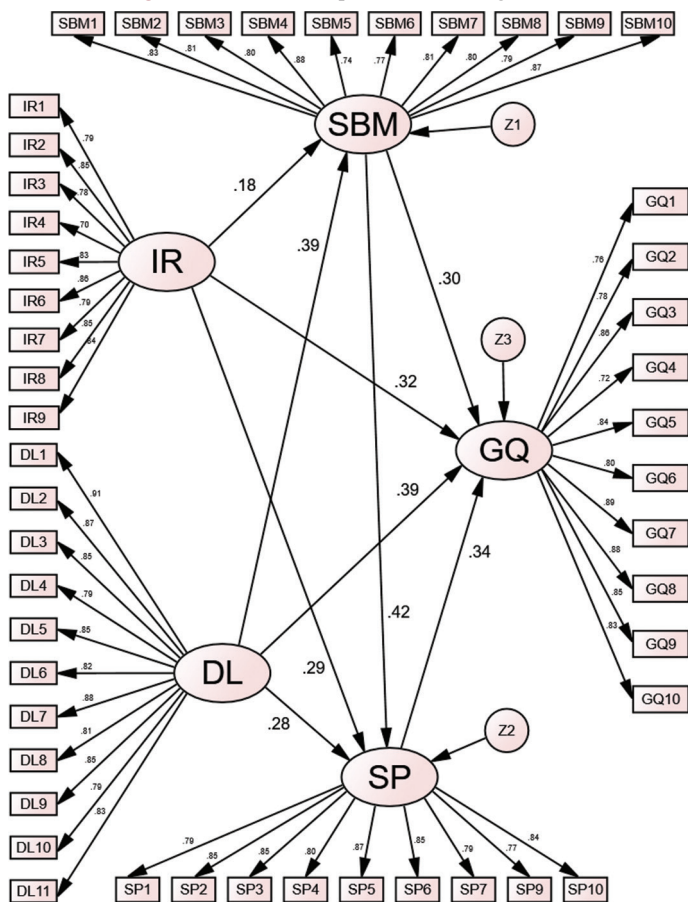 SBM1 SBM2 SBM3 SBM4 SBM5 SBM6 SBM7 SBM8 SBM9 SBM10
.83 .81 .80 .88 .74 .77 .81 .80 .79 .87
SBM
Z1
IR1
IR2
IR3
IR4
IR5
IR6
IR7
IR8
IR9
.79
.85
.78
.70
.83
.86
.79
.85
.84
IR
.18
.39
.30
.32
Z3
GQ
GQ1
GQ2
GQ3
GQ4
GQ5
GQ6
GQ7
GQ8
GQ9
GQ10
.76
.78
.86
.72
.84
.80
.89
.88
.85
.83
DL1
DL2
DL3
DL4
DL5
DL6
DL7
DL8
DL9
DL10
DL11
.91
.87
.85
.79
.85
.82
.88
.81
.85
.79
.83
DL
.39
.34
.42
.29
.28
Z2
SP
.79 .85 .85 .80 .87 .85 .79 .77 .84
SP1 SP2 SP3 SP4 SP5 SP6 SP7 SP9 SP10